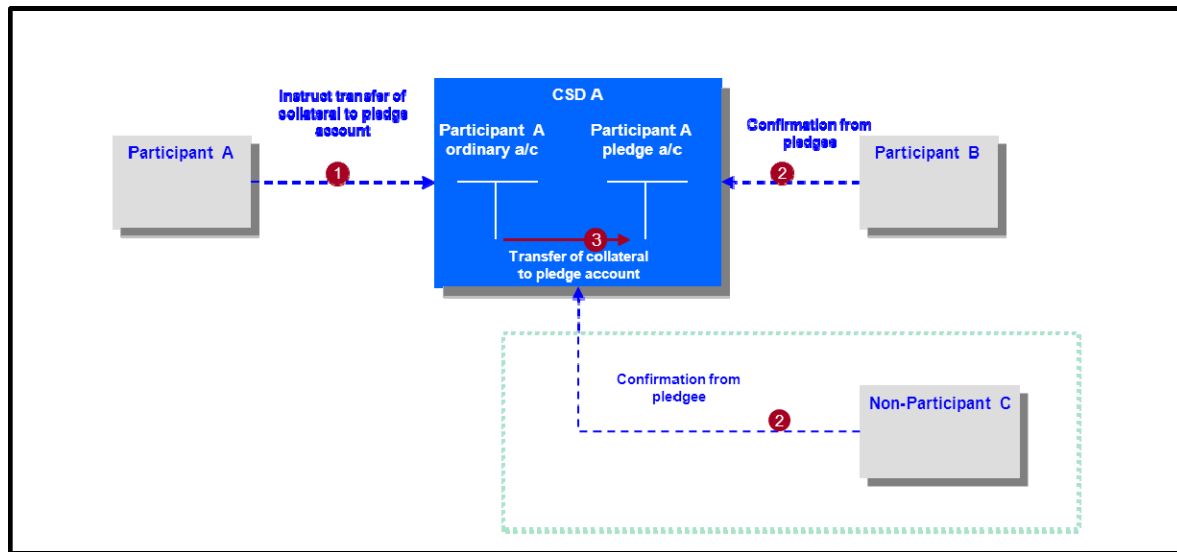 Instruct transfer of
collateral to pledge
account
Participant A
1
CSD A
Participant A
ordinary a/c
Participant A
pledge a/c
3
Transfer of collateral
to pledge account
Confirmation from
pledgee
2
Participant B
Confirmation from
pledgee
2
Non-Participant C